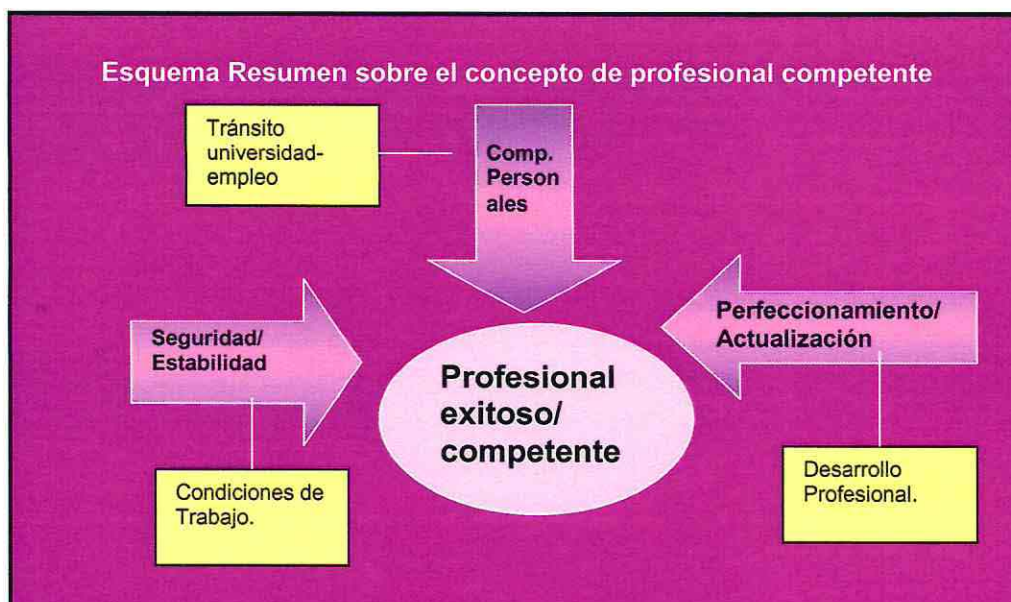 Esquema Resumen sobre el concepto de profesional competente
Tránsito
universidad-
empleo
Comp.
Person
ales
Seguridad/
Estabilidad
Perfeccionamiento/
Actualización
Profesional
exitoso/
competente
Condiciones de
Trabajo.
Desarrollo
Profesional.